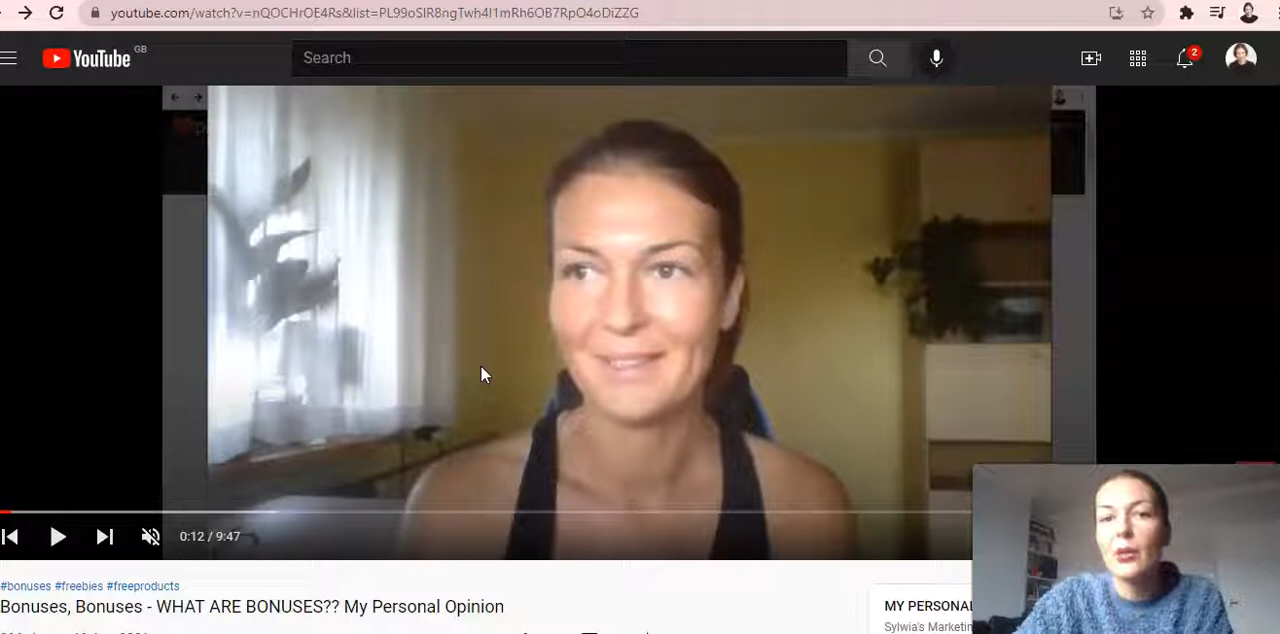 youtube.com/watch?v=nQOCHrOE4Rs&list=PL99oSIR8ngTwh4I1mRh6OB7RpQ4oDiZZG
YouTube GB
Search
2
0:12 / 9:47
#bonuses #freebies #freeproducts
Bonuses, Bonuses - WHAT ARE BONUSES?? My Personal Opinion
MY PERSONAL
Sylwia's Marketin